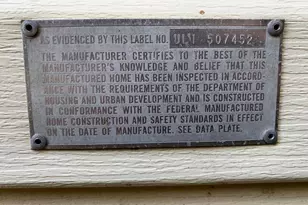 AS EVIDENCED BY THIS LABEL NO. ULI 507452
THE MANUFACTURER CERTIFIES TO THE BEST OF THE
MANUFACTURER'S KNOWLEDGE AND BELIEF THAT THIS
MANUFACTURED HOME HAS BEEN INSPECTED IN ACCORD-
ANCE WITH THE REQUIREMENTS OF THE DEPARTMENT OF
HOUSING AND URBAN DEVELOPMENT AND IS CONSTRUCTED
IN CONFORMANCE WITH THE FEDERAL MANUFACTURED
HOME CONSTRUCTION AND SAFETY STANDARDS IN EFFECT
ON THE DATE OF MANUFACTURE. SEE DATA PLATE.